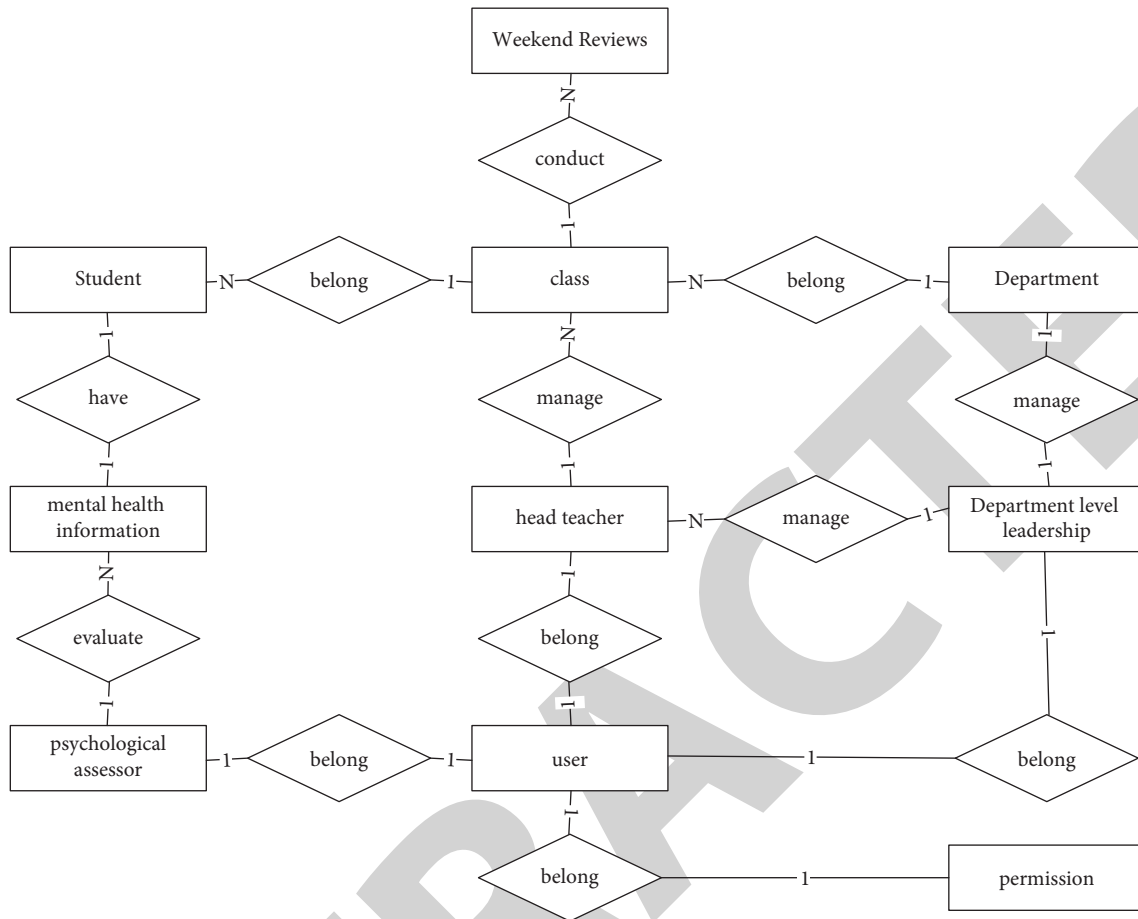 Weekend Reviews
N
conduct
1
Student
N
belong
1
class
N
belong
1
Department
1
N
1
have
manage
manage
1
1
1
mental health
information
head teacher
N
manage
1
Department level
leadership
N
1
evaluate
belong
1
1
1
psychological
assessor
1
belong
1
user
1
belong
1
belong
1
permission